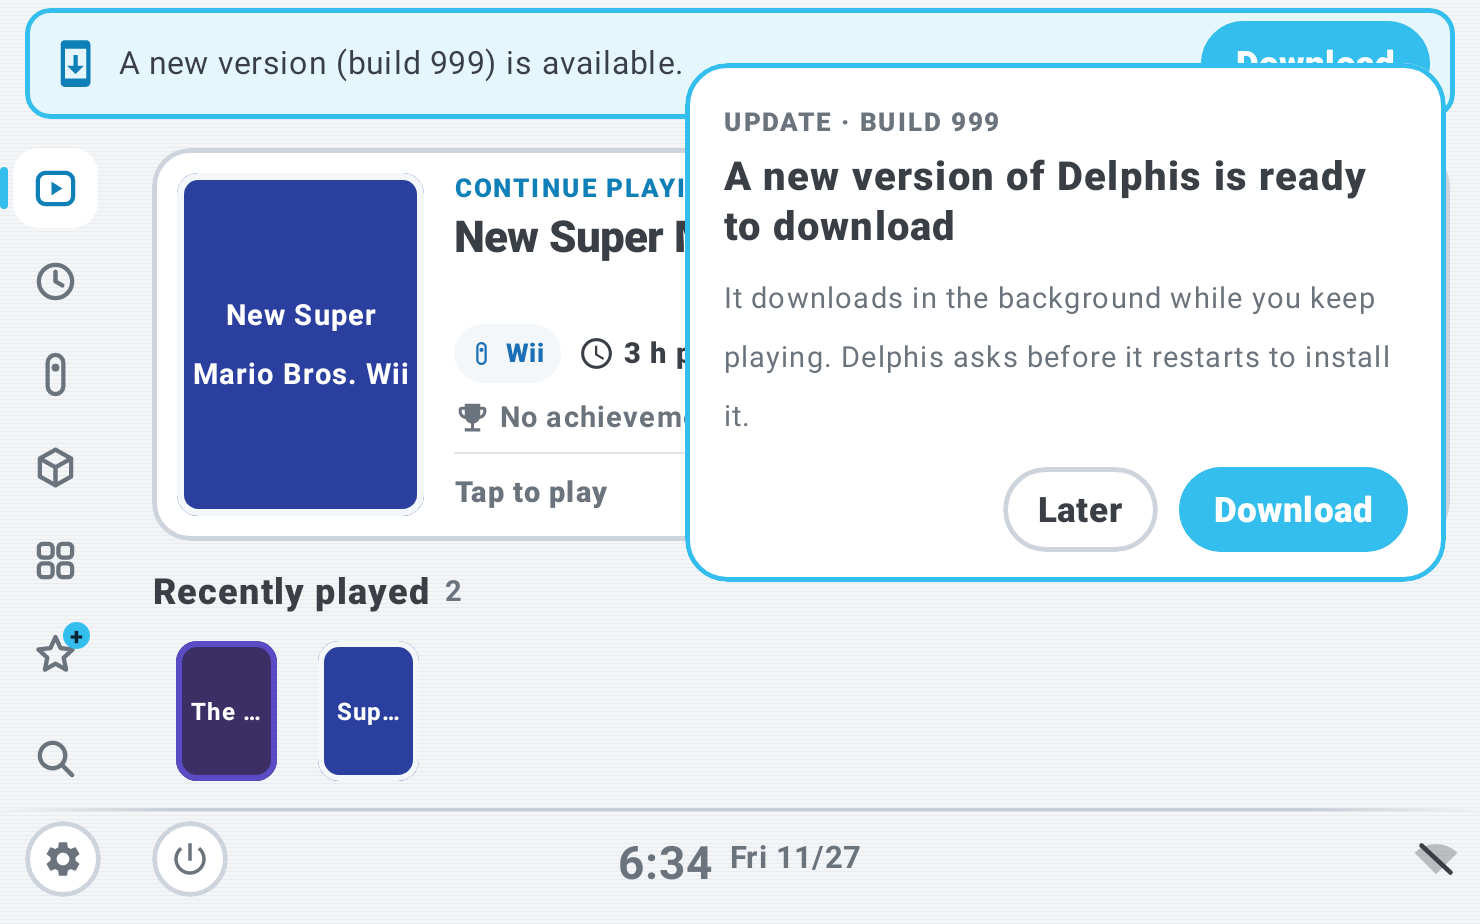 A new version (build 999) is available.
Download
UPDATE · BUILD 999
A new version of Delphis is ready
to download
It downloads in the background while you keep
playing. Delphis asks before it restarts to install
it.
Later
Download
CONTINUE PLAYI
New Super
New Super
Mario Bros. Wii
Wii
3 h
No achievem
Tap to play
Recently played 2
The ...
Sup...
6:34 Fri 11/27